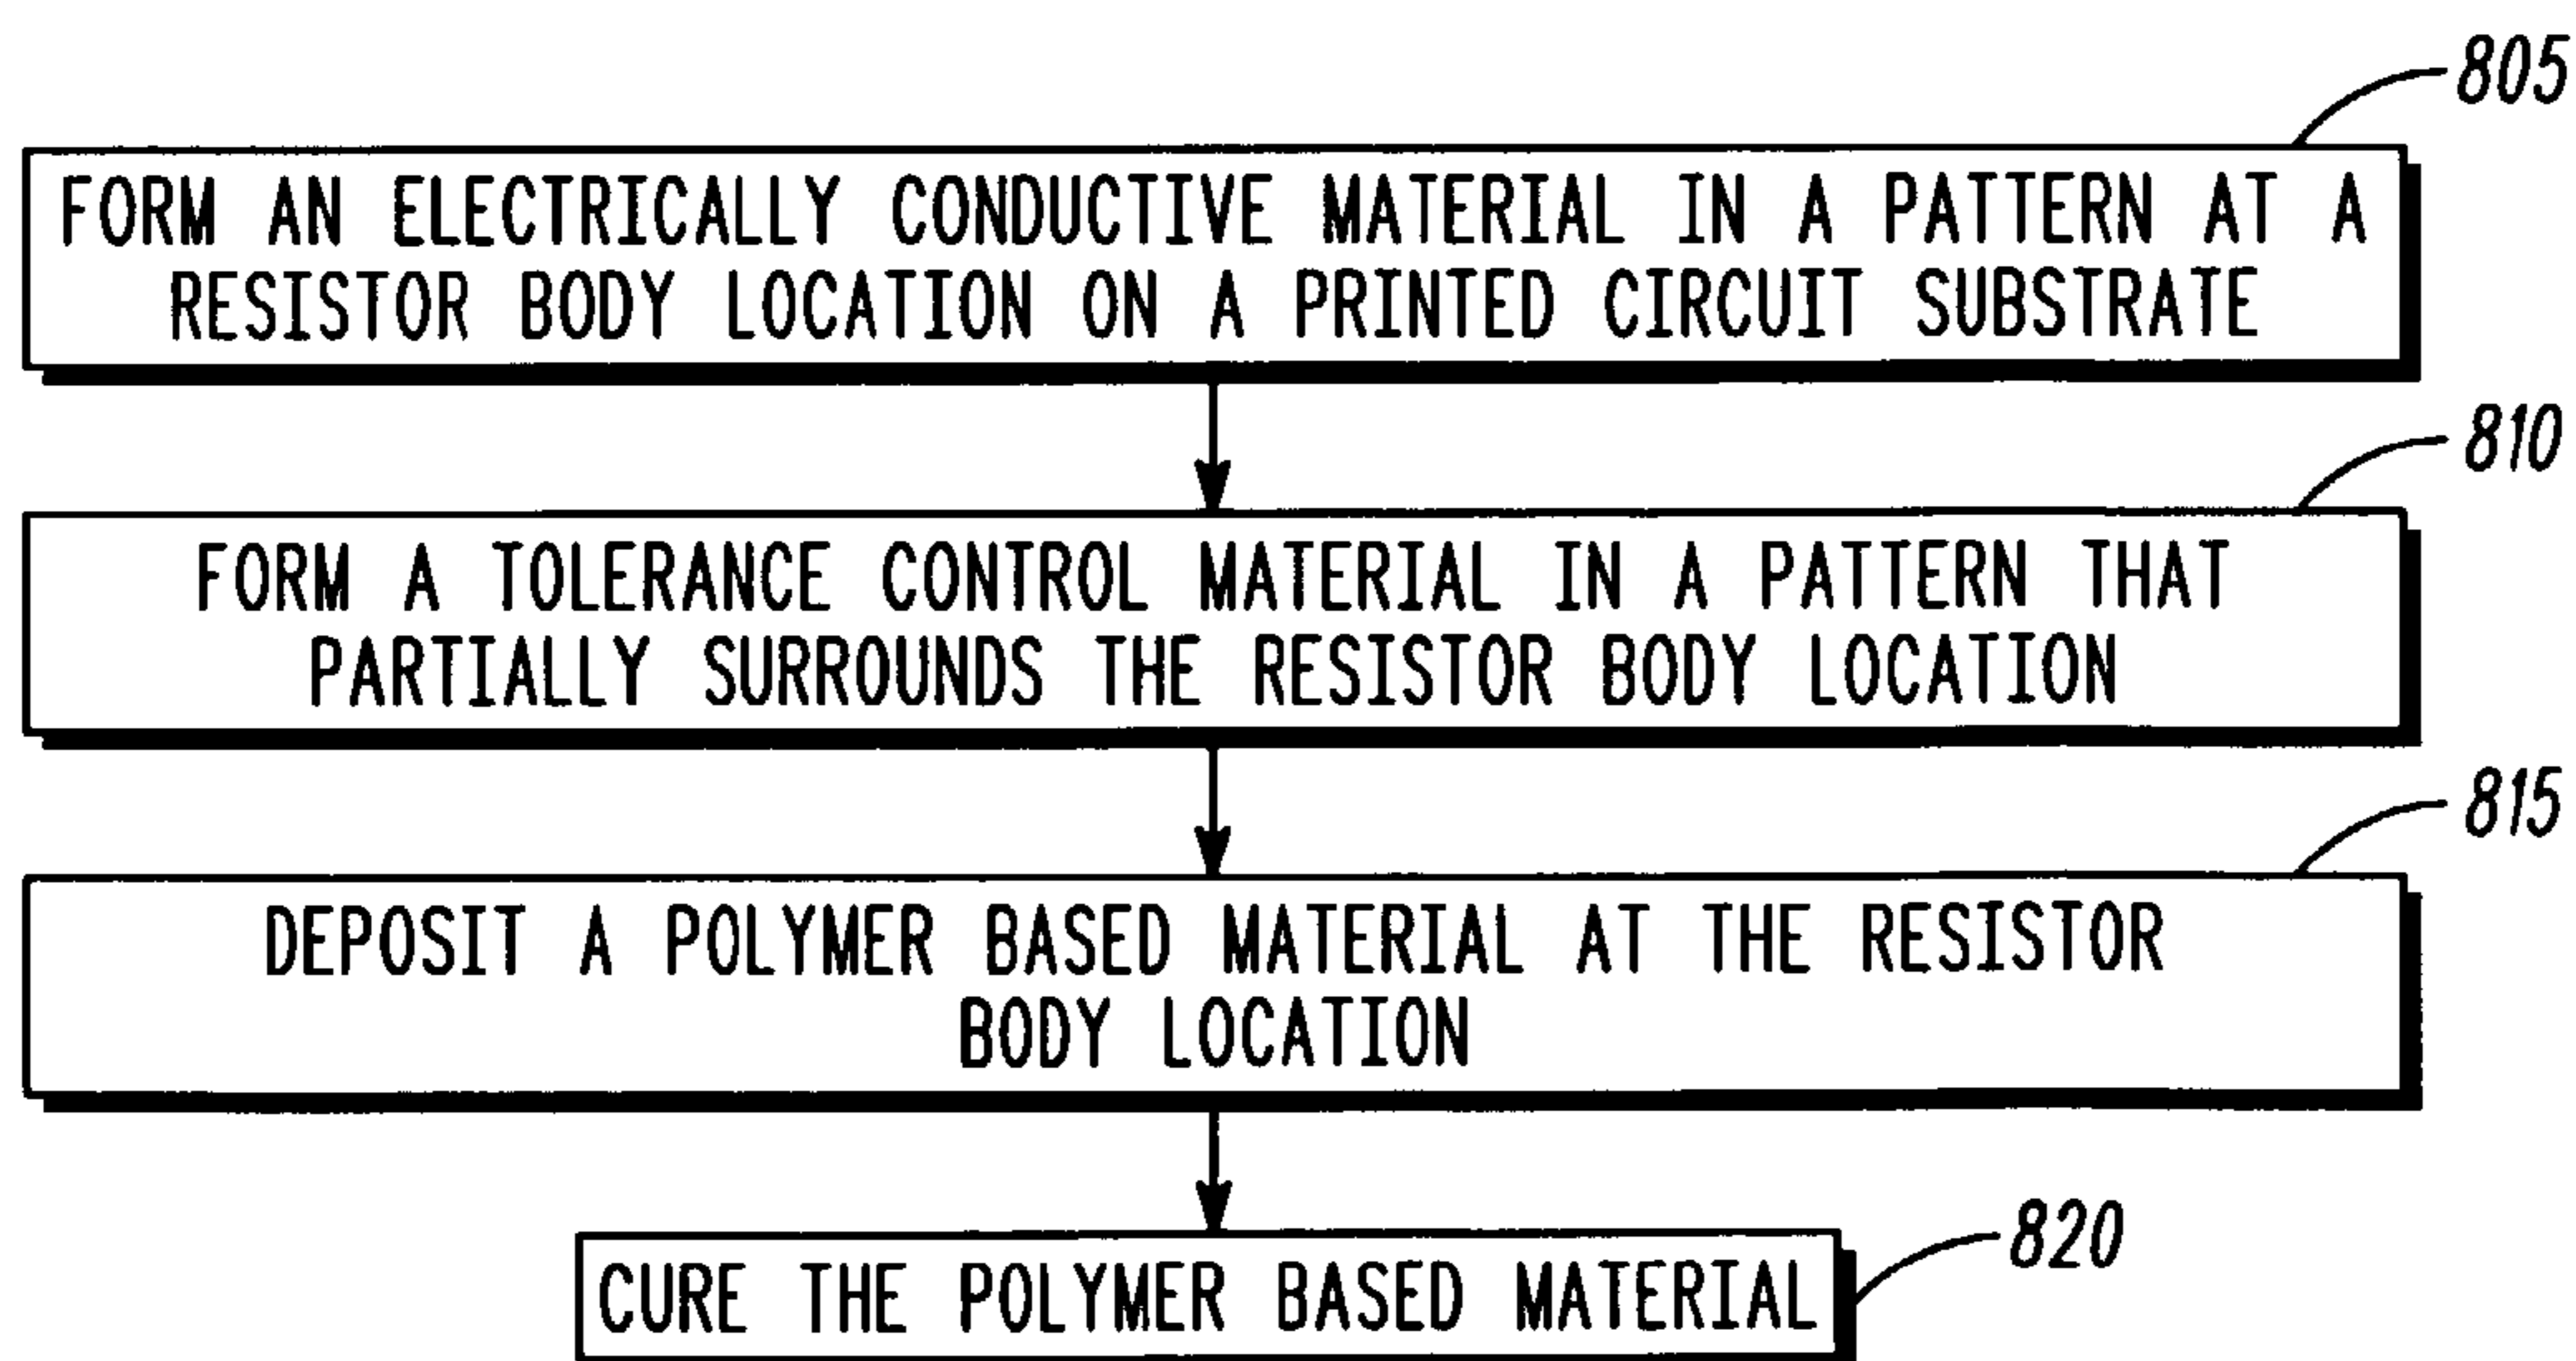 805
FORM AN ELECTRICALLY CONDUCTIVE MATERIAL IN A PATTERN AT A
RESISTOR BODY LOCATION ON A PRINTED CIRCUIT SUBSTRATE
810
FORM A TOLERANCE CONTROL MATERIAL IN A PATTERN THAT
PARTIALLY SURROUNDS THE RESISTOR BODY LOCATION
815
DEPOSIT A POLYMER BASED MATERIAL AT THE RESISTOR
BODY LOCATION
820
CURE THE POLYMER BASED MATERIAL